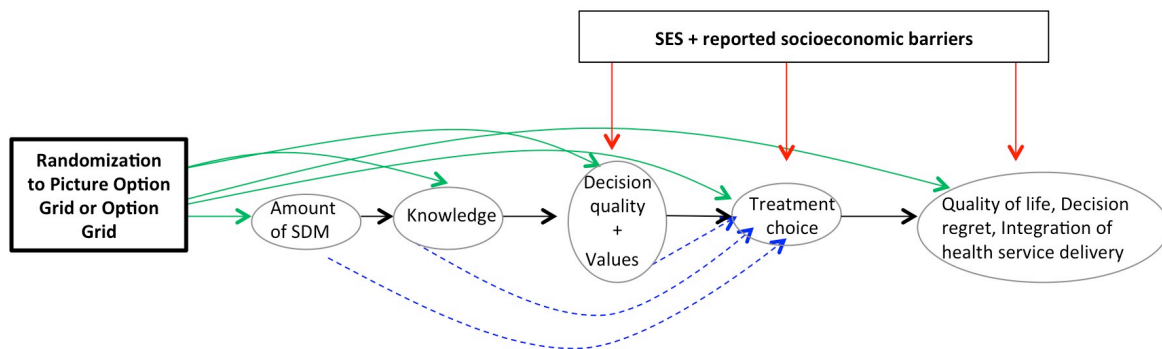 SES + reported socioeconomic barriers
Randomization
to Picture Option
Grid or Option
Grid
Amount
of SDM
Knowledge
Decision
quality
+
Values
Treatment
choice
Quality of life, Decision
regret, Integration of
health service delivery